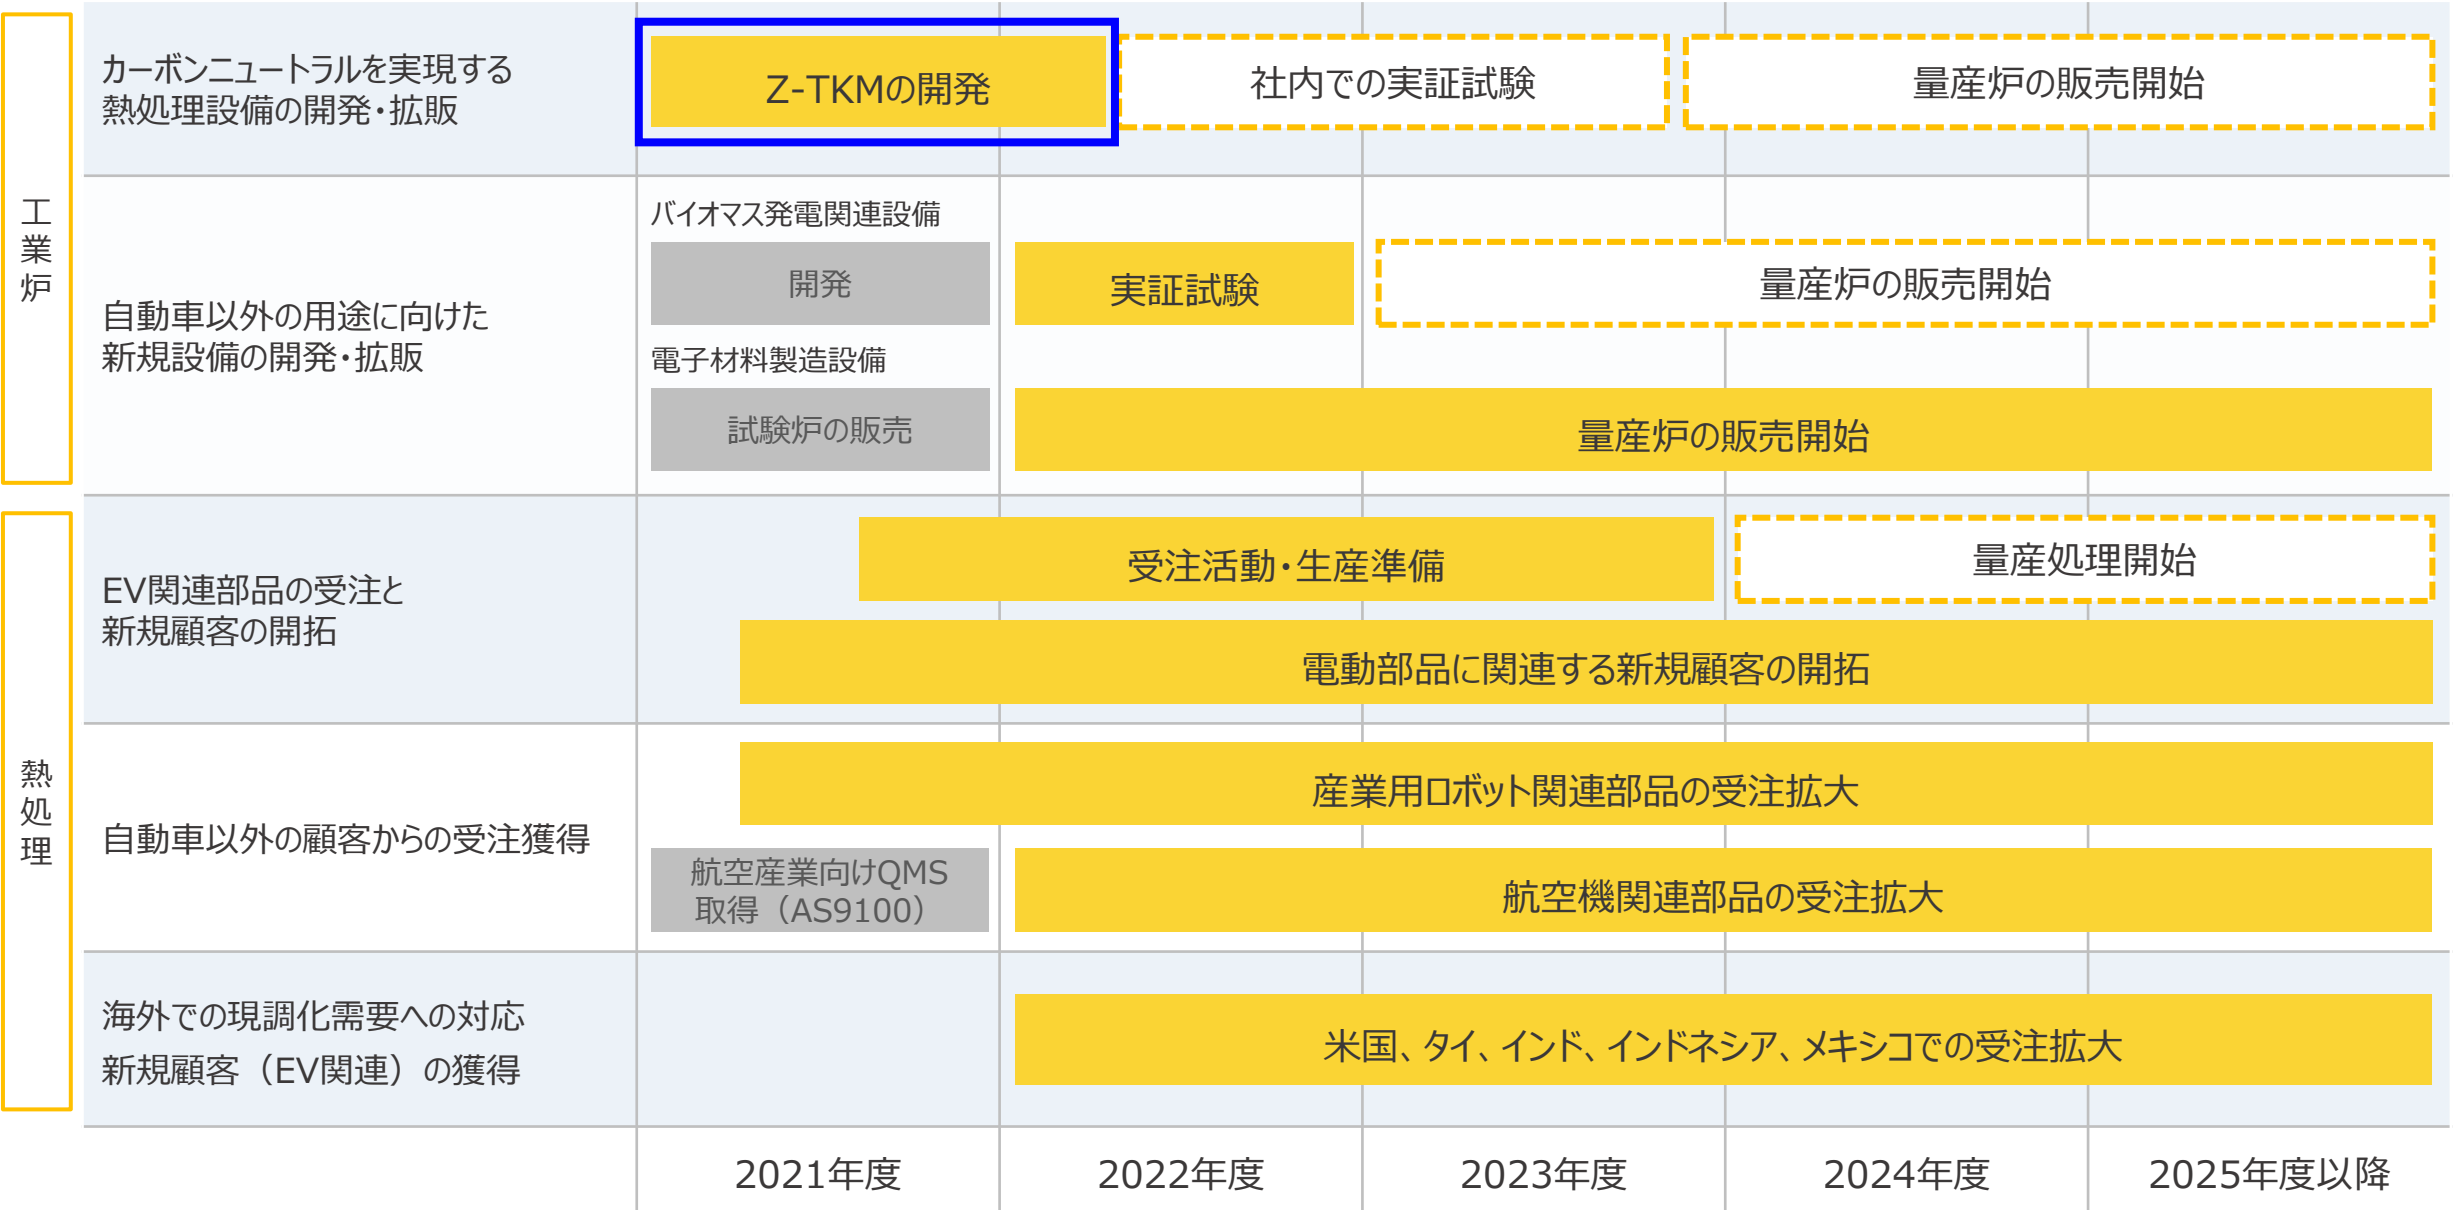 工業炉
カーボンニュートラルを実現する
熱処理設備の開発・拡販
Z-TKMの開発
社内での実証試験
量産炉の販売開始
自動車以外の用途に向けた
新規設備の開発・拡販
バイオマス発電関連設備
開発
実証試験
量産炉の販売開始
電子材料製造設備
試験炉の販売
量産炉の販売開始
熱処理
EV関連部品の受注と
新規顧客の開拓
受注活動・生産準備
量産処理開始
電動部品に関連する新規顧客の開拓
自動車以外の顧客からの受注獲得
産業用ロボット関連部品の受注拡大
航空産業向けQMS
取得（AS9100）
航空機関連部品の受注拡大
海外での現調化需要への対応
新規顧客（EV関連）の獲得
米国、タイ、インド、インドネシア、メキシコでの受注拡大
2021年度
2022年度
2023年度
2024年度
2025年度以降